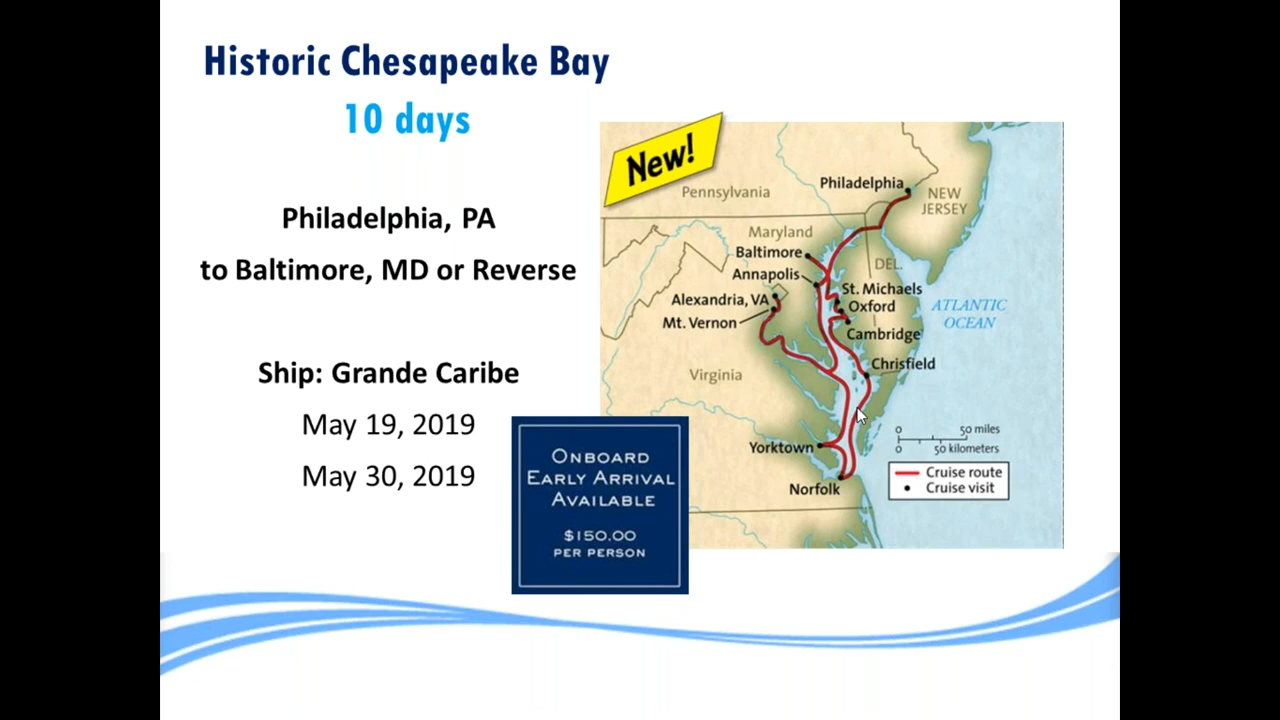 Historic Chesapeake Bay
10 days
Philadelphia, PA
to Baltimore, MD or Reverse
Ship: Grande Caribe
May 19, 2019
May 30, 2019
ONBOARD
EARLY ARRIVAL
AVAILABLE
$150.00
PER PERSON
New!
Pennsylvania
Philadelphia
NEW
JERSEY
Maryland
Baltimore
Annapolis
DEL.
Alexandria, VA
Mt. Vernon
St. Michaels
Oxford
Cambridge
ATLANTIC
OCEAN
Virginia
Chrisfield
Yorktown
Norfolk
0 50 miles
0 50 kilometers
Cruise route
Cruise visit